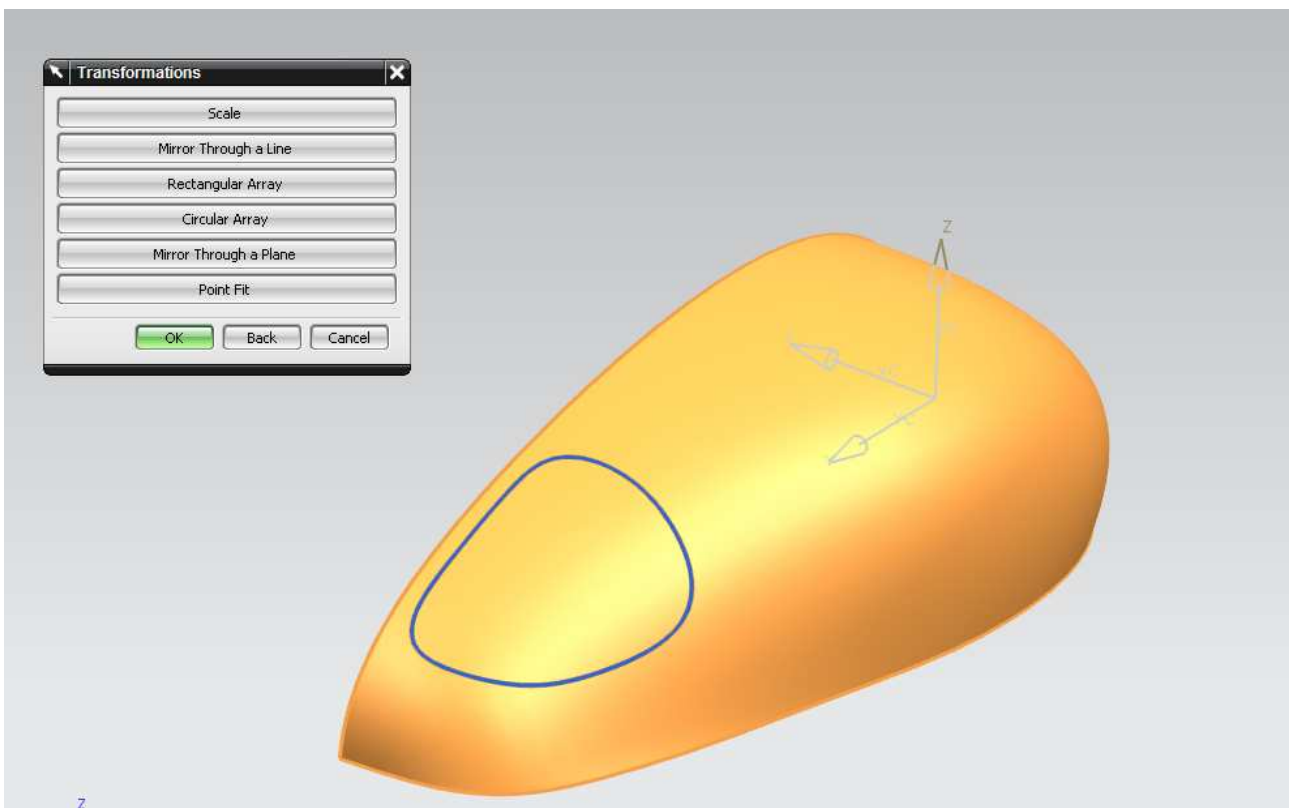 Transformations
Scale
Mirror Through a Line
Rectangular Array
Circular Array
Mirror Through a Plane
Point Fit
OK Back Cancel
Z
Z